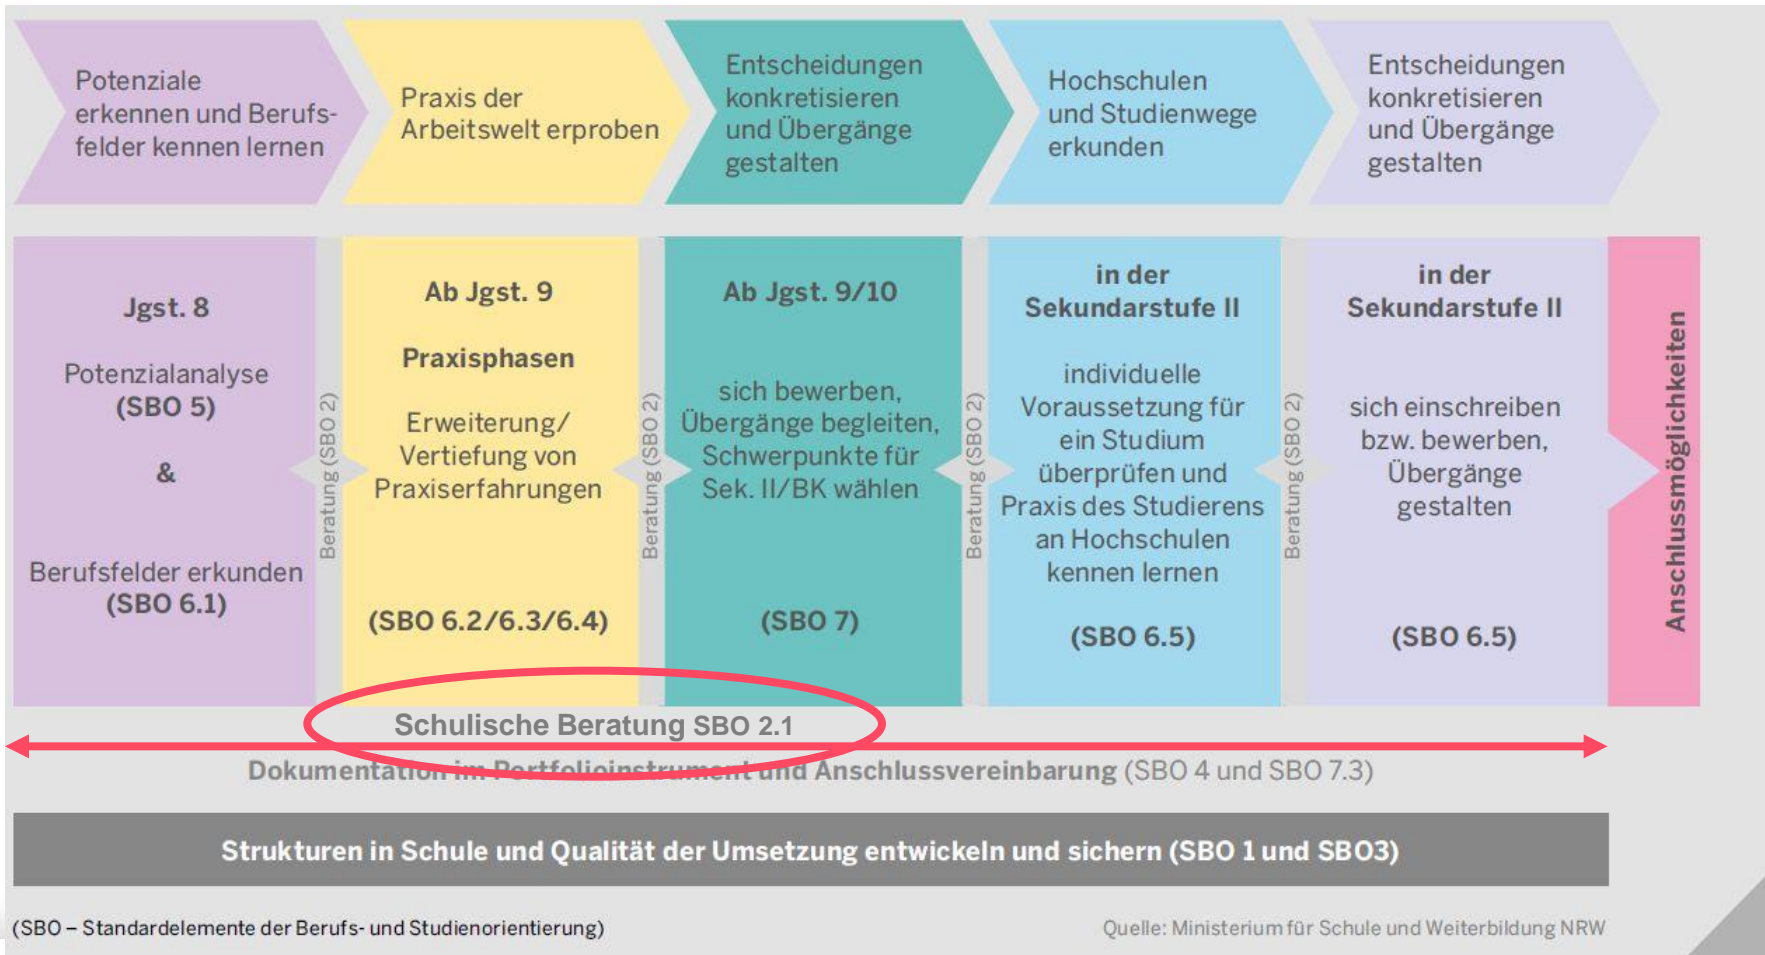 Potenziale
erkennen und Berufs-
felder kennen lernen
Praxis der
Arbeitswelt erproben
Entscheidungen
konkretisieren
und Übergänge
gestalten
Hochschulen
und Studienwege
erkunden
Entscheidungen
konkretisieren
und Übergänge
gestalten
Jgst. 8
Potenzialanalyse
(SBO 5)
&
Berufsfelder erkunden
(SBO 6.1)
Beratung (SBO 2)
Ab Jgst. 9
Praxisphasen
Erweiterung/
Vertiefung von
Praxiserfahrungen
(SBO 6.2/6.3/6.4)
Beratung (SBO 2)
Ab Jgst. 9/10
sich bewerben,
Übergänge begleiten,
Schwerpunkte für
Sek. II/BK wählen
(SBO 7)
Beratung (SBO 2)
in der
Sekundarstufe II
individuelle
Voraussetzung für
ein Studium
überprüfen und
Praxis des Studierens
an Hochschulen
kennen lernen
(SBO 6.5)
Beratung (SBO 2)
in der
Sekundarstufe II
sich einschreiben
bzw. bewerben,
Übergänge
gestalten
(SBO 6.5)
Anschlussmöglichkeiten
Schulische Beratung SBO 2.1
Dokumentation im Portfolioinstrument und Anschlussvereinbarung (SBO 4 und SBO 7.3)
Strukturen in Schule und Qualität der Umsetzung entwickeln und sichern (SBO 1 und SBO3)
(SBO – Standardelemente der Berufs- und Studienorientierung)
Quelle: Ministerium für Schule und Weiterbildung NRW